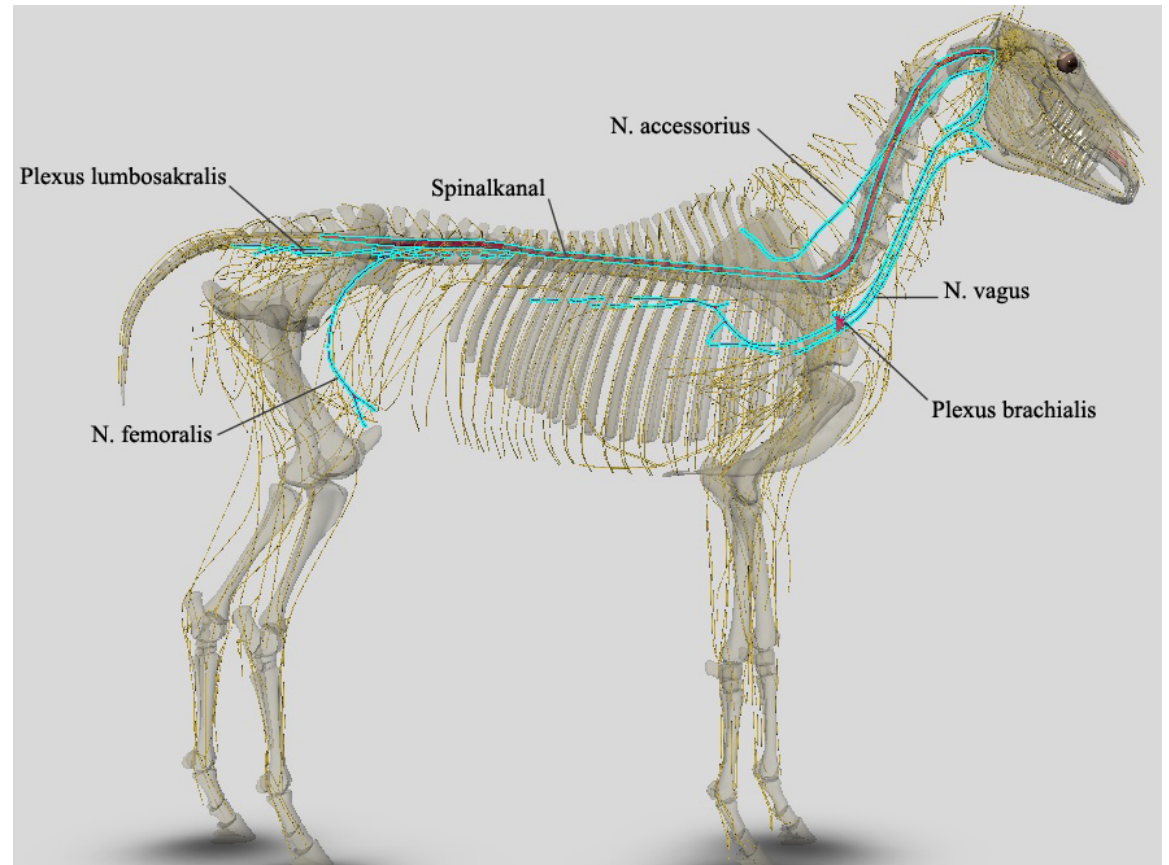 N. accessorius
Plexus lumbosakralis
Spinalkanal
N. vagus
Plexus brachialis
N. femoralis